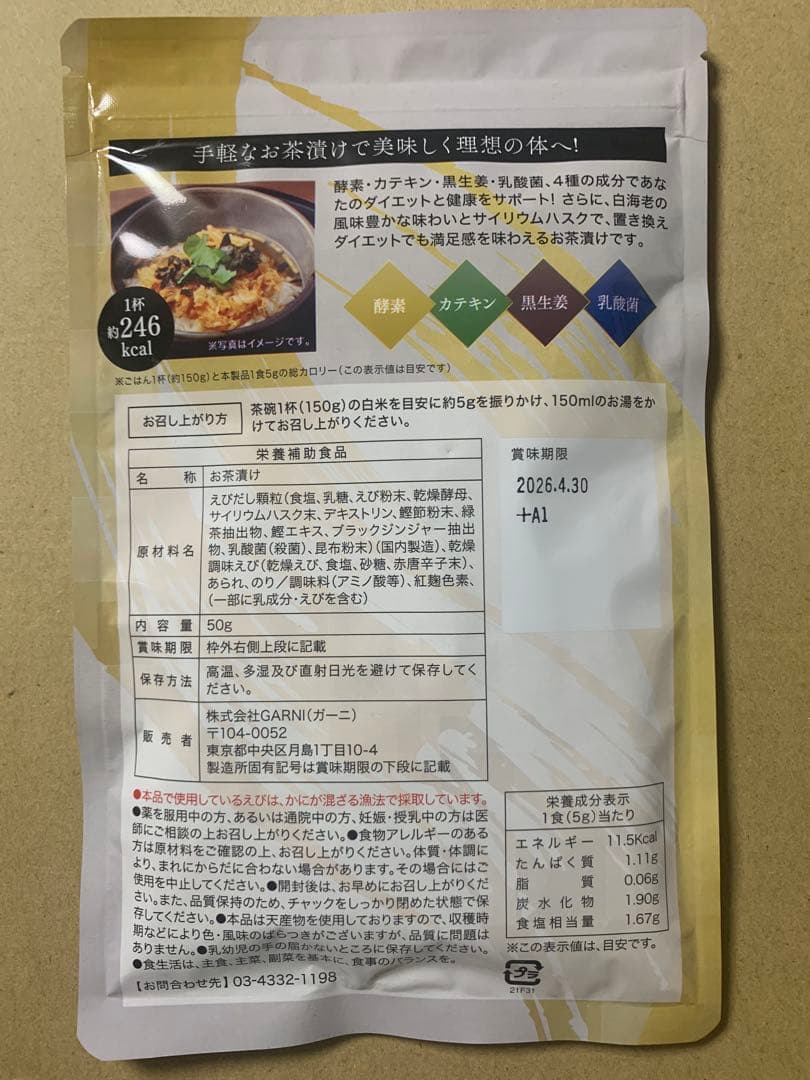 手軽なお茶漬けで美味しく理想の体へ!
酵素・カテキン・黒生姜・乳酸菌、4種の成分であな
たのダイエットと健康をサポート! さらに、白海老の
風味豊かな味わいとサイリウムハスクで、置き換え
ダイエットでも満足感を味わえるお茶漬けです。
酵素
カテキン
黒生姜
乳酸菌
1杯
約246
kcal
※写真はイメージです。
※ごはん1杯(約150g)と本製品1食5gの総カロリー(この表示値は目安です)
お召し上がり方
茶碗1杯(150g)の白米を目安に約5gを振りかけ、150mlのお湯をか
けてお召し上がりください。
栄養補助食品
名 称 お茶漬け
原材料名
えびだし顆粒(食塩、乳糖、えび粉末、乾燥酵母、
サイリウムハスク末、デキストリン、鰹節粉末、緑
茶抽出物、鰹エキス、ブラックジンジャー抽出
物、乳酸菌(殺菌)、昆布粉末)(国内製造)、乾燥
調味えび(乾燥えび、食塩、砂糖、赤唐辛子末)、
あられ、のり/調味料(アミノ酸等)、紅麹色素、
(一部に乳成分・えびを含む)
内容量 50g
賞味期限 枠外右側上段に記載
保存方法
高温、多湿及び直射日光を避けて保存してく
ださい。
販売者
株式会社GARNI(ガーニ)
〒104-0052
東京都中央区月島1丁目10-4
製造所固有記号は賞味期限の下段に記載
賞味期限
2026.4.30
+A1
●本品で使用しているえびは、かにが混ざる漁法で採取しています。
●薬を服用中の方、あるいは通院中の方、妊娠・授乳中の方は医
師にご相談の上お召し上がりください。●食物アレルギーのある
方は原材料をご確認の上、お召し上がりください。体質・体調に
より、まれにからだに合わない場合があります。その場合にはご
使用を中止してください。●開封後は、お早めにお召し上がりくだ
さい。また、品質保持のため、チャックをしっかり閉めた状態で保
存してください。●本品は天産物を使用しておりますので、収穫時
期などにより色・風味のばらつきがございますが、品質に問題は
ありません。●乳幼児の手の届かないところに保存してください。
●食生活は、主食、主菜、副菜を基本に、食事のバランスを。
【お問合わせ先】03-4332-1198
栄養成分表示
1食(5g)当たり
エネルギー 11.5Kcal
たんぱく質 1.11g
脂 質 0.06g
炭水化物 1.90g
食塩相当量 1.67g
※この表示値は、目安です。
プラ
21F31